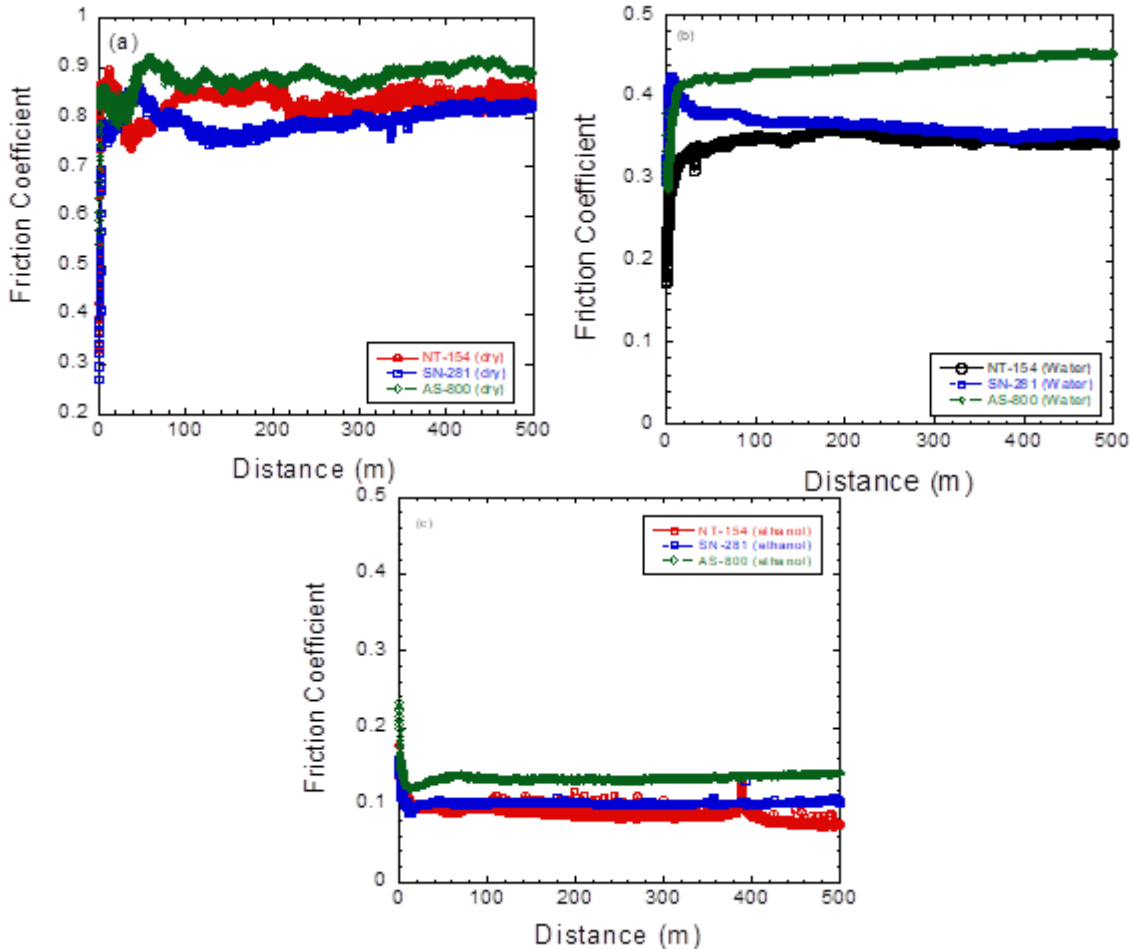 (a)
Friction Coefficient
1
0.9
0.8
0.7
0.6
0.5
0.4
0.3
0.2
NT-154 (dry)
SN-281 (dry)
AS-800 (dry)
0 100 200 300 400 500
Distance (m)
(b)
Friction Coefficient
0.5
0.4
0.3
0.2
0.1
0
NT-154 (Water)
SN-281 (Water)
AS-800 (Water)
0 100 200 300 400 500
Distance (m)
(c)
Friction Coefficient
0.5
0.4
0.3
0.2
0.1
0
NT-154 (ethanol)
SN-281 (ethanol)
AS-800 (ethanol)
0 100 200 300 400 500
Distance (m)